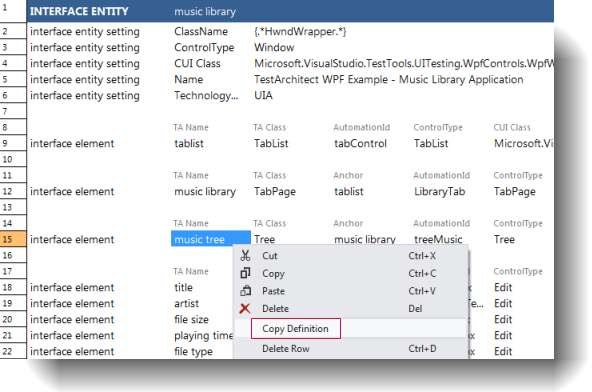 1 INTERFACE ENTITY music library
2 interface entity setting ClassName {.*HwndWrapper.*}
3 interface entity setting ControlType Window
4 interface entity setting CUI Class Microsoft.VisualStudio.TestTools.UITesting.WpfControls.WpfW
5 interface entity setting Name TestArchitect WPF Example - Music Library Application
6 interface entity setting Technology... UIA
7
8 TA Name TA Class AutomationId ControlType CUI Class
9 interface element tablist TabList tabControl TabList Microsoft.Vi
10
11 TA Name TA Class Anchor AutomationId ControlType
12 interface element music library TabPage tablist LibraryTab TabPage
13
14 TA Name TA Class Anchor AutomationId ControlType
15 interface element music tree Tree music library treeMusic Tree
16 Cut Ctrl+X
17 TA Name Copy Ctrl+C ControlType
18 interface element title Paste Ctrl+V Edit
19 interface element artist Delete Del Te... Edit
20 interface element file size Copy Definition Edit
21 interface element playing time Edit
22 interface element file type Delete Row Ctrl+D Edit